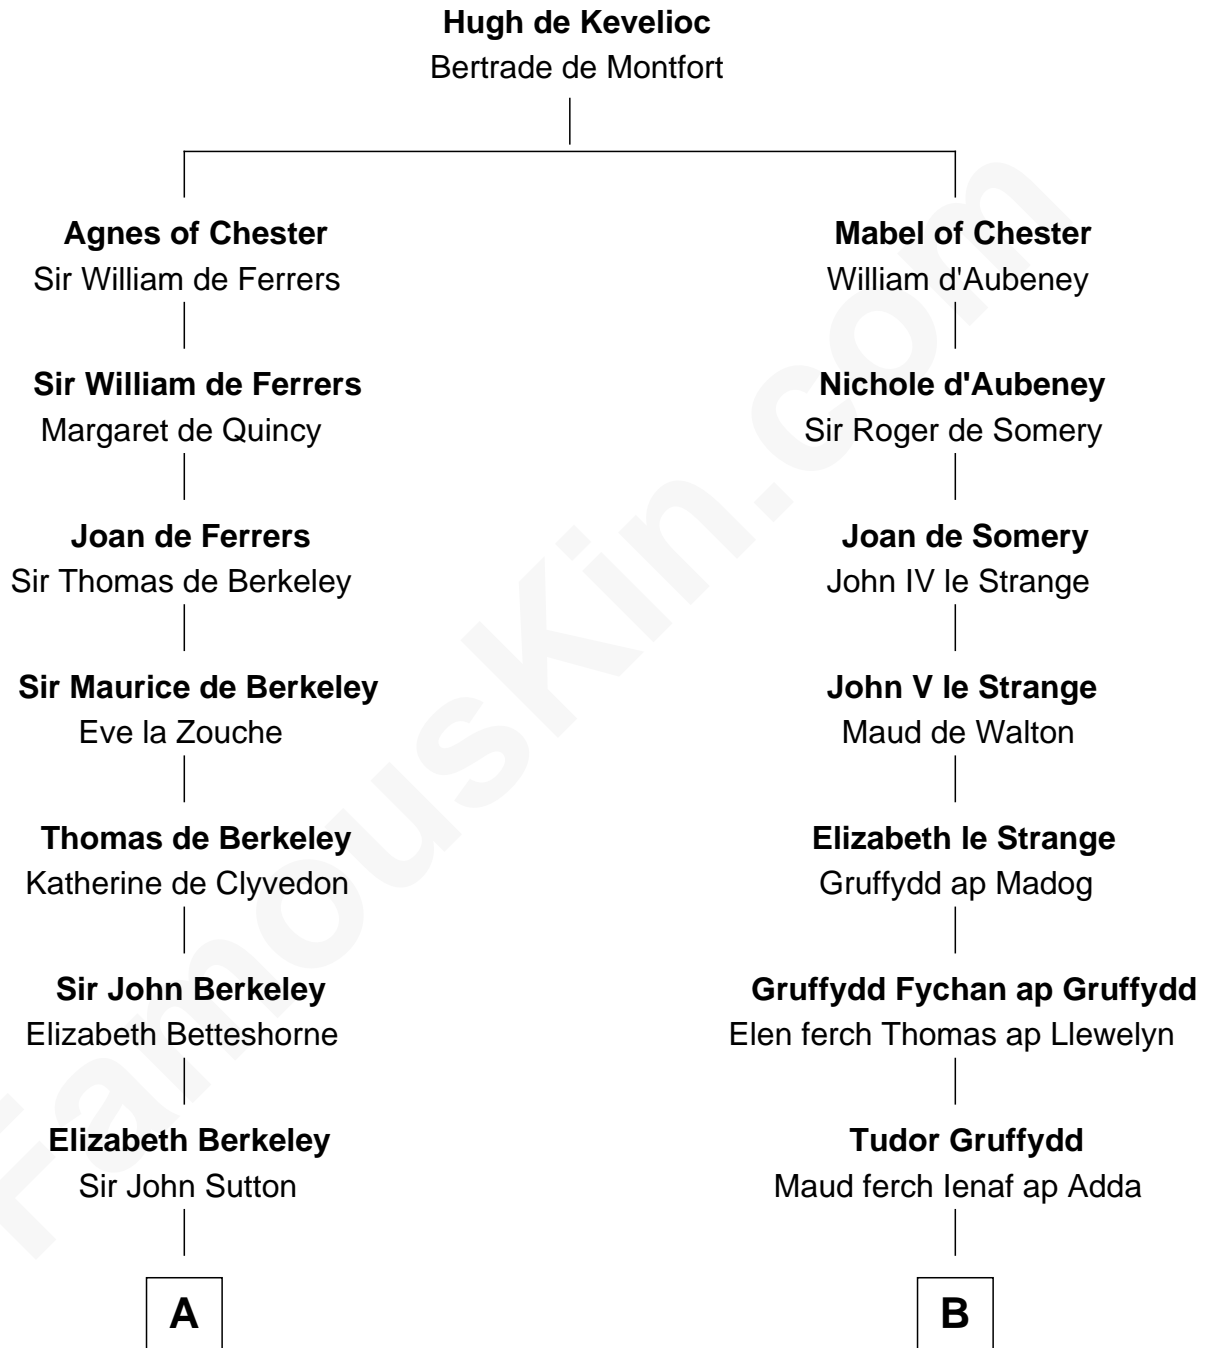 Hugh de Kevelioc
Bertrade de Montfort
Agnes of Chester
Sir William de Ferrers
Mabel of Chester
William d'Aubeney
Sir William de Ferrers
Margaret de Quincy
Nichole d'Aubeney
Sir Roger de Somery
Joan de Ferrers
Sir Thomas de Berkeley
Joan de Somery
John IV le Strange
Sir Maurice de Berkeley
Eve la Zouche
John V le Strange
Maud de Walton
Thomas de Berkeley
Katherine de Clyvedon
Elizabeth le Strange
Gruffydd ap Madog
Sir John Berkeley
Elizabeth Betteshorne
Gruffydd Fychan ap Gruffydd
Elen ferch Thomas ap Llewelyn
Elizabeth Berkeley
Sir John Sutton
Tudor Gruffydd
Maud ferch Ienaf ap Adda
A
B
FamousKin.com